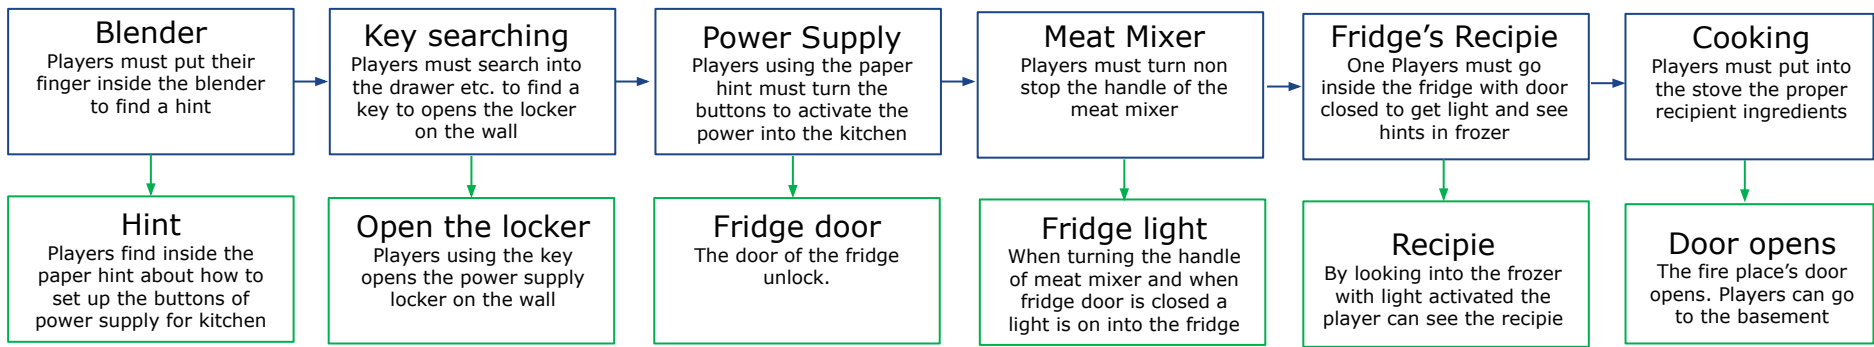 Blender
Players must put their
finger inside the blender
to find a hint
Key searching
Players must search into
the drawer etc. to find a
key to opens the locker
on the wall
Power Supply
Players using the paper
hint must turn the
buttons to activate the
power into the kitchen
Meat Mixer
Players must turn non
stop the handle of the
meat mixer
Fridge's Recipie
One Players must go
inside the fridge with door
closed to get light and see
hints in frozer
Cooking
Players must put into
the stove the proper
recipient ingredients
Hint
Players find inside the
paper hint about how to
set up the buttons of
power supply for kitchen
Open the locker
Players using the key
opens the power supply
locker on the wall
Fridge door
The door of the fridge
unlock.
Fridge light
When turning the handle
of meat mixer and when
fridge door is closed a
light is on into the fridge
Recipie
By looking into the frozer
with light activated the
player can see the recipie
Door opens
The fire place's door
opens. Players can go
to the basement